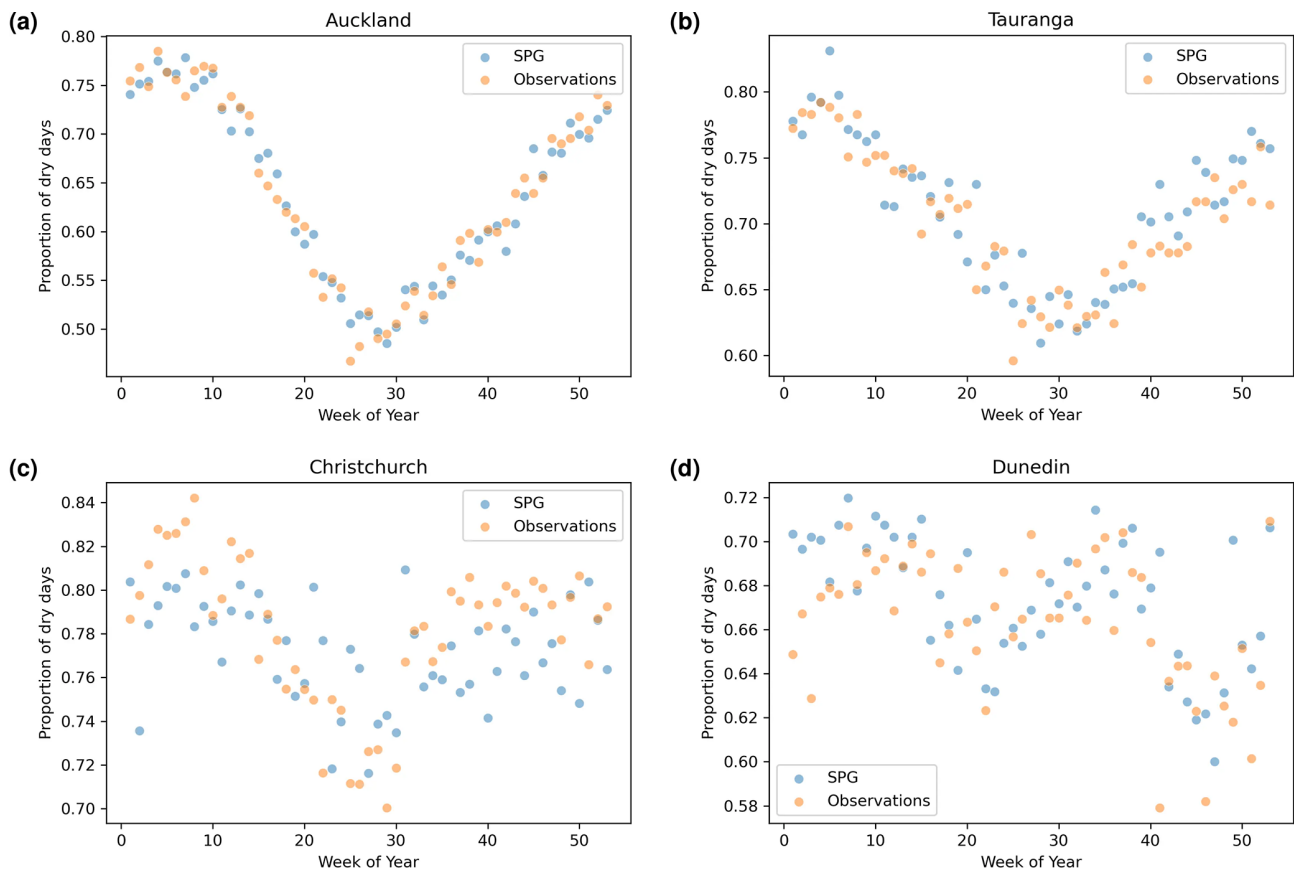 (a)
Auckland
SPG
Observations
Proportion of dry days
0.80
0.75
0.70
0.65
0.60
0.55
0.50
0 10 20 30 40 50
Week of Year
(b)
Tauranga
SPG
Observations
Proportion of dry days
0.80
0.75
0.70
0.65
0.60
0 10 20 30 40 50
Week of Year
(c)
Christchurch
SPG
Observations
Proportion of dry days
0.84
0.82
0.80
0.78
0.76
0.74
0.72
0.70
0 10 20 30 40 50
Week of Year
(d)
Dunedin
Proportion of dry days
0.72
0.70
0.68
0.66
0.64
0.62
0.60
0.58
SPG
Observations
0 10 20 30 40 50
Week of Year